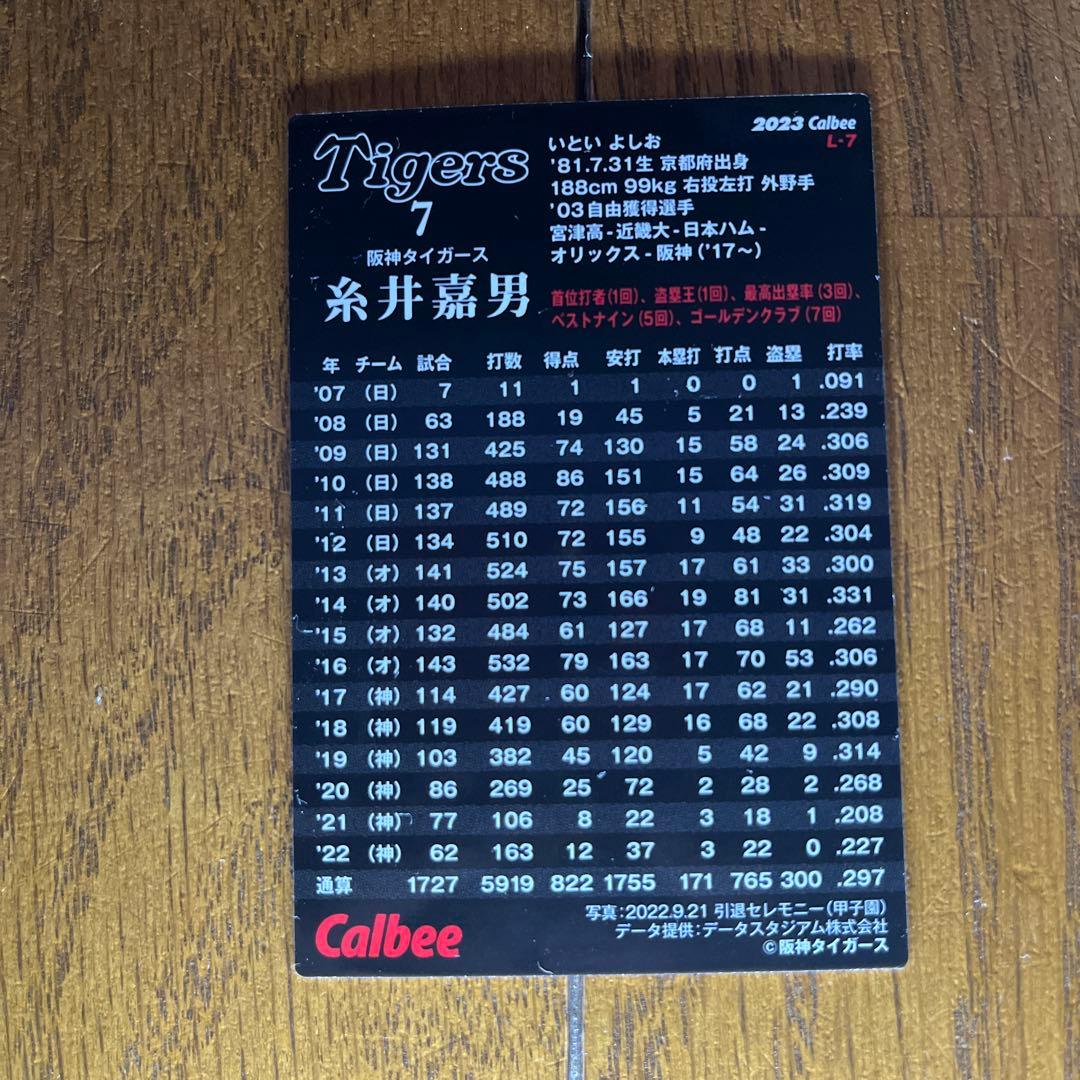 2023 Calbee
L-7
Tigers
7
阪神タイガース
糸井嘉男
いとい よしお
'81.7.31生 京都府出身
188cm 99kg 右投左打 外野手
'03自由獲得選手
宮津高-近畿大-日本ハム-
オリックス-阪神('17〜)
首位打者(1回)、盗塁王(1回)、最高出塁率(3回)、
ベストナイン(5回)、ゴールデンクラブ(7回)
年 チーム 試合 打数 得点 安打 本塁打 打点 盗塁 打率
'07 (日) 7 11 1 1 0 0 1 .091
'08 (日) 63 188 19 45 5 21 13 .239
'09 (日) 131 425 74 130 15 58 24 .306
'10 (日) 138 488 86 151 15 64 26 .309
'11 (日) 137 489 72 156 11 54 31 .319
'12 (日) 134 510 72 155 9 48 22 .304
'13 (オ) 141 524 75 157 17 61 33 .300
'14 (オ) 140 502 73 166 19 81 31 .331
'15 (オ) 132 484 61 127 17 68 11 .262
'16 (オ) 143 532 79 163 17 70 53 .306
'17 (神) 114 427 60 124 17 62 21 .290
'18 (神) 119 419 60 129 16 68 22 .308
'19 (神) 103 382 45 120 5 42 9 .314
'20 (神) 86 269 25 72 2 28 2 .268
'21 (神) 77 106 8 22 3 18 1 .208
'22 (神) 62 163 12 37 3 22 0 .227
通算 1727 5919 822 1755 171 765 300 .297
写真:2022.9.21 引退セレモニー(甲子園)
データ提供:データスタジアム株式会社
©阪神タイガース
Calbee